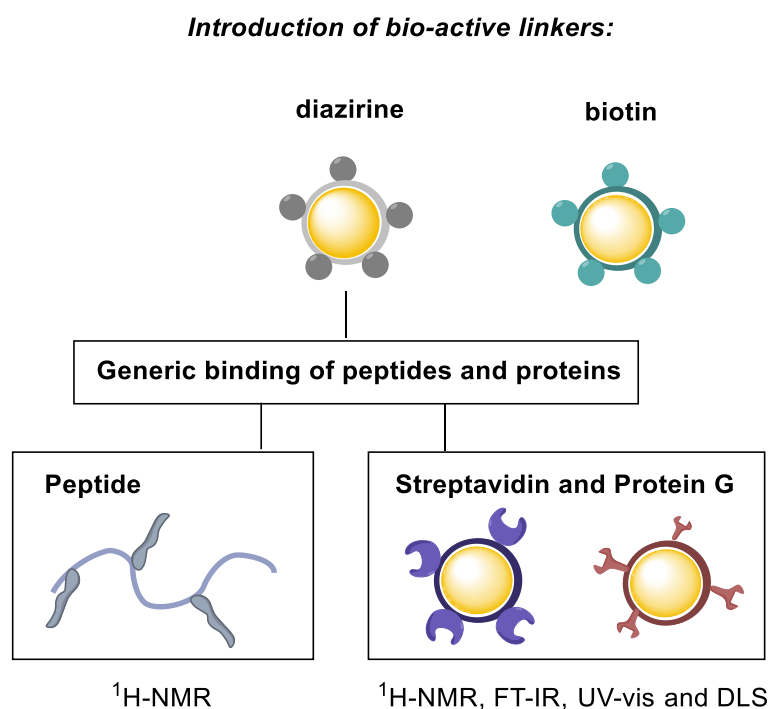 Introduction of bio-active linkers:
diazirine
biotin
Generic binding of peptides and proteins
Peptide
Streptavidin and Protein G
¹H-NMR
¹H-NMR, FT-IR, UV-vis and DLS